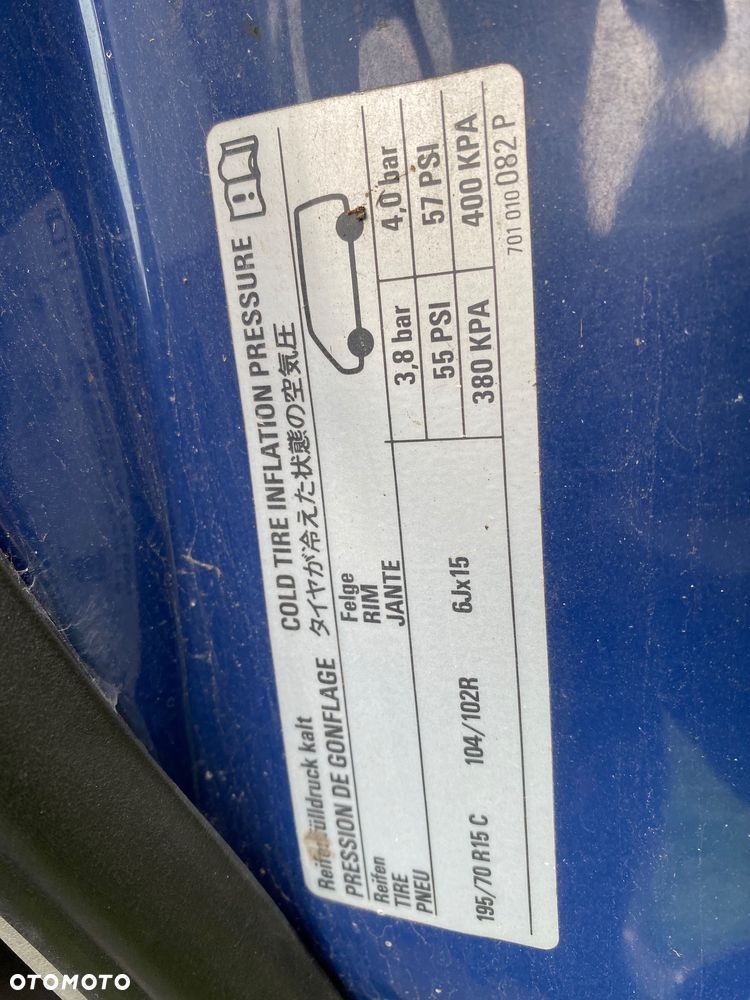 Reifenfülldruck kalt COLD TIRE INFLATION PRESSURE
PRESSION DE GONFLAGE タイヤが冷えた状態の空気圧
Reifen Felge
TIRE RIM
PNEU JANTE
3,8 bar 4,0 bar
55 PSI 57 PSI
195/70 R15 C 104/102R 6Jx15 380 KPA 400 KPA
701 010 082 P
OTOMOTO